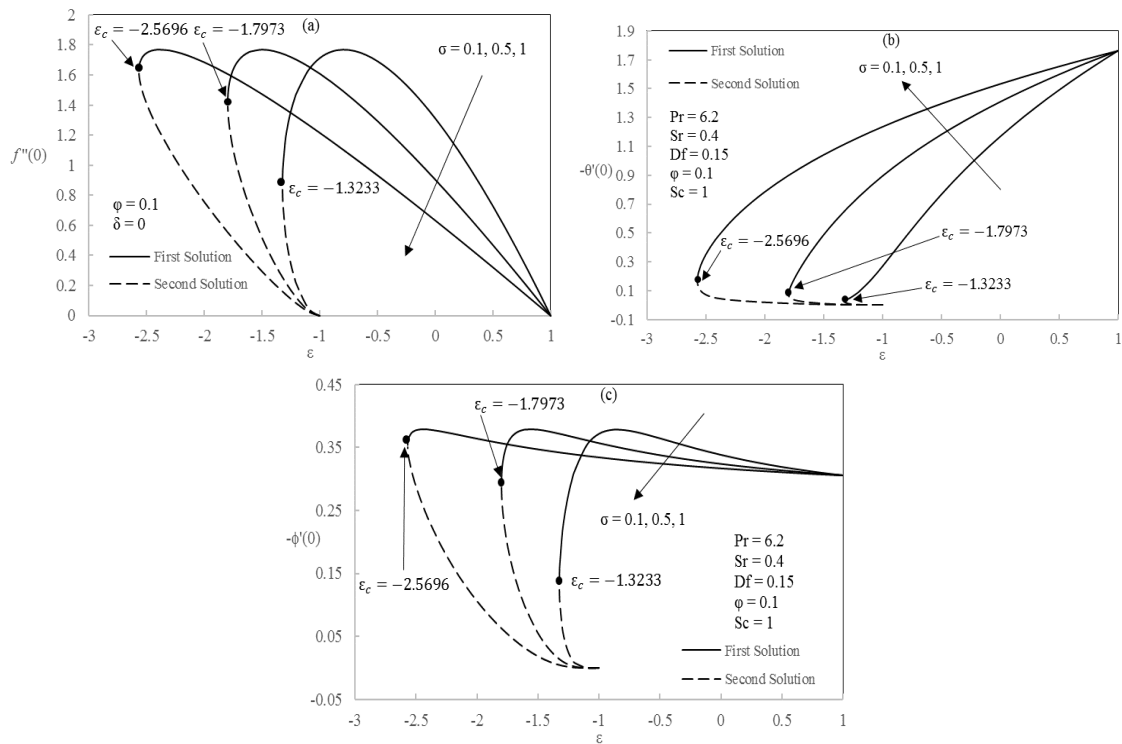 (a)
εc = −2.5696 εc = −1.7973
σ = 0.1, 0.5, 1
εc = −1.3233
f''(0)
φ = 0.1
δ = 0
First Solution
Second Solution
2
1.8
1.6
1.4
1.2
1
0.8
0.6
0.4
0.2
0
-3 -2.5 -2 -1.5 -1 -0.5 0 0.5 1
ε
(b)
First Solution
Second Solution
σ = 0.1, 0.5, 1
Pr = 6.2
Sr = 0.4
Df = 0.15
φ = 0.1
Sc = 1
-θ'(0)
εc = −2.5696
εc = −1.7973
εc = −1.3233
1.9
1.7
1.5
1.3
1.1
0.9
0.7
0.5
0.3
0.1
-0.1
-3 -2.5 -2 -1.5 -1 -0.5 0 0.5 1
ε
(c)
εc = −1.7973
σ = 0.1, 0.5, 1
-ϕ'(0)
εc = −2.5696
εc = −1.3233
Pr = 6.2
Sr = 0.4
Df = 0.15
φ = 0.1
Sc = 1
First Solution
Second Solution
0.45
0.35
0.25
0.15
0.05
-0.05
-3 -2.5 -2 -1.5 -1 -0.5 0 0.5 1
ε